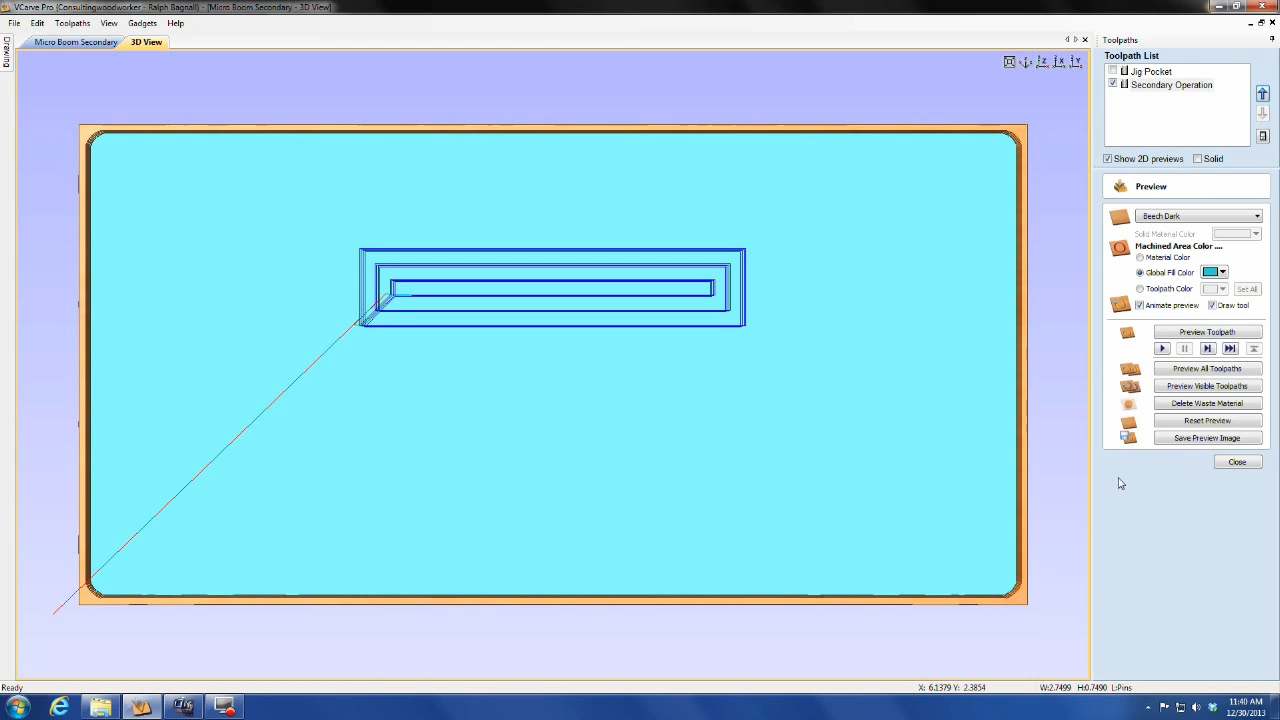 VCarve Pro (Consultingwoodworker - Ralph Bagnall) - [Micro Boom Secondary - 3D View]
File Edit Toolpaths View Gadgets Help
Micro Boom Secondary 3D View
Drawing
Toolpaths
Toolpath List
Jig Pocket
Secondary Operation
Show 2D previews Solid
Preview
Beech Dark
Solid Material Color
Machined Area Color ....
Material Color
Global Fill Color
Toolpath Color Set All
Animate preview Draw tool
Preview Toolpath
Preview All Toolpaths
Preview Visible Toolpaths
Delete Waste Material
Reset Preview
Save Preview Image
Close
Ready
X: 6.1379 Y: 2.3854
W:2.7499 H:0.7490 L:Pins
11:40 AM
12/30/2013